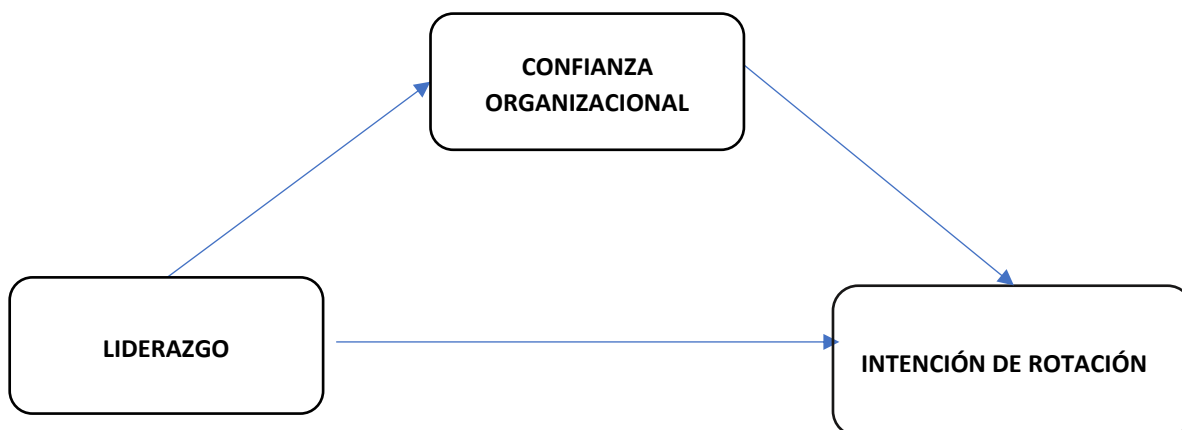 CONFIANZA
ORGANIZACIONAL
LIDERAZGO
INTENCIÓN DE ROTACIÓN